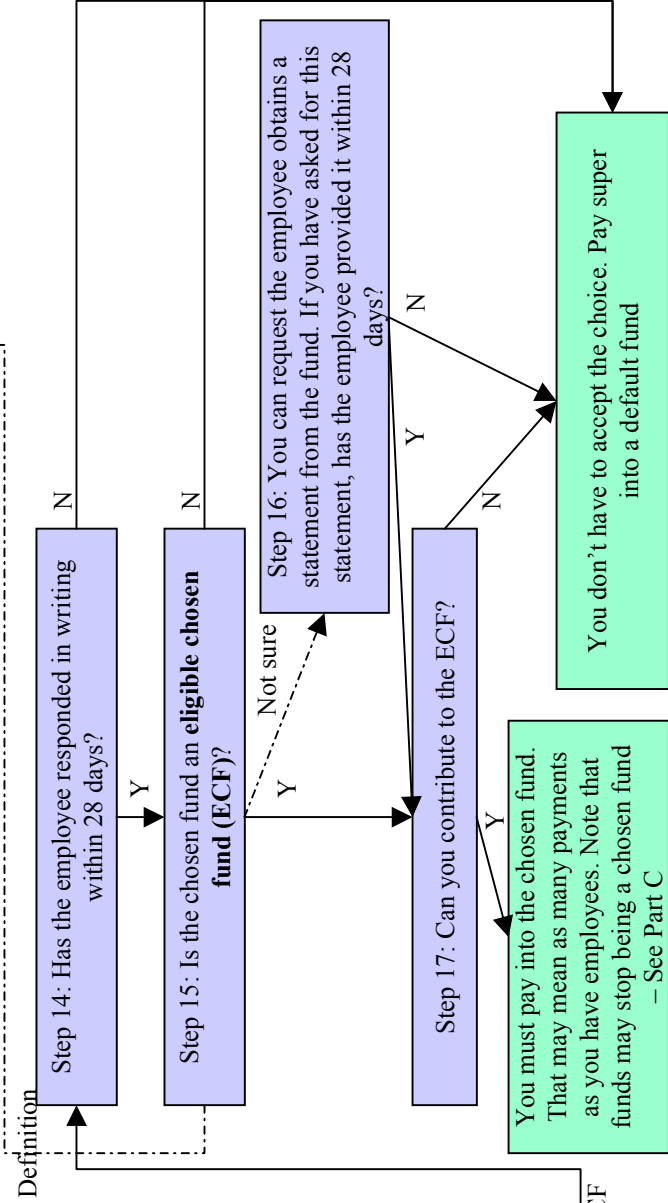 Definition
Step 14: Has the employee responded in writing
within 28 days?
N
Y
Step 15: Is the chosen fund an eligible chosen
fund (ECF)?
N
Not sure
Y
Step 16: You can request the employee obtains a
statement from the fund. If you have asked for this
statement, has the employee provided it within 28
days?
Y
N
Step 17: Can you contribute to the ECF?
N
Y
You must pay into the chosen fund.
That may mean as many payments
as you have employees. Note that
funds may stop being a chosen fund
– See Part C
You don't have to accept the choice. Pay super
into a default fund